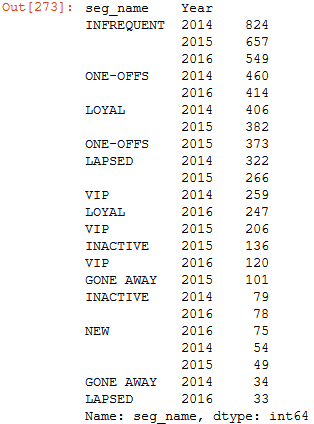 Out[273]: seg_name    Year
          INFREQUENT  2014    824
                      2015    657
                      2016    549
          ONE-OFFS    2014    460
                      2016    414
          LOYAL       2014    406
                      2015    382
          ONE-OFFS    2015    373
          LAPSED      2014    322
                      2015    266
          VIP         2014    259
          LOYAL       2016    247
          VIP         2015    206
          INACTIVE    2015    136
          VIP         2016    120
          GONE AWAY   2015    101
          INACTIVE    2014     79
                      2016     78
          NEW         2016     75
                      2014     54
                      2015     49
          GONE AWAY   2014     34
          LAPSED      2016     33
          Name: seg_name, dtype: int64